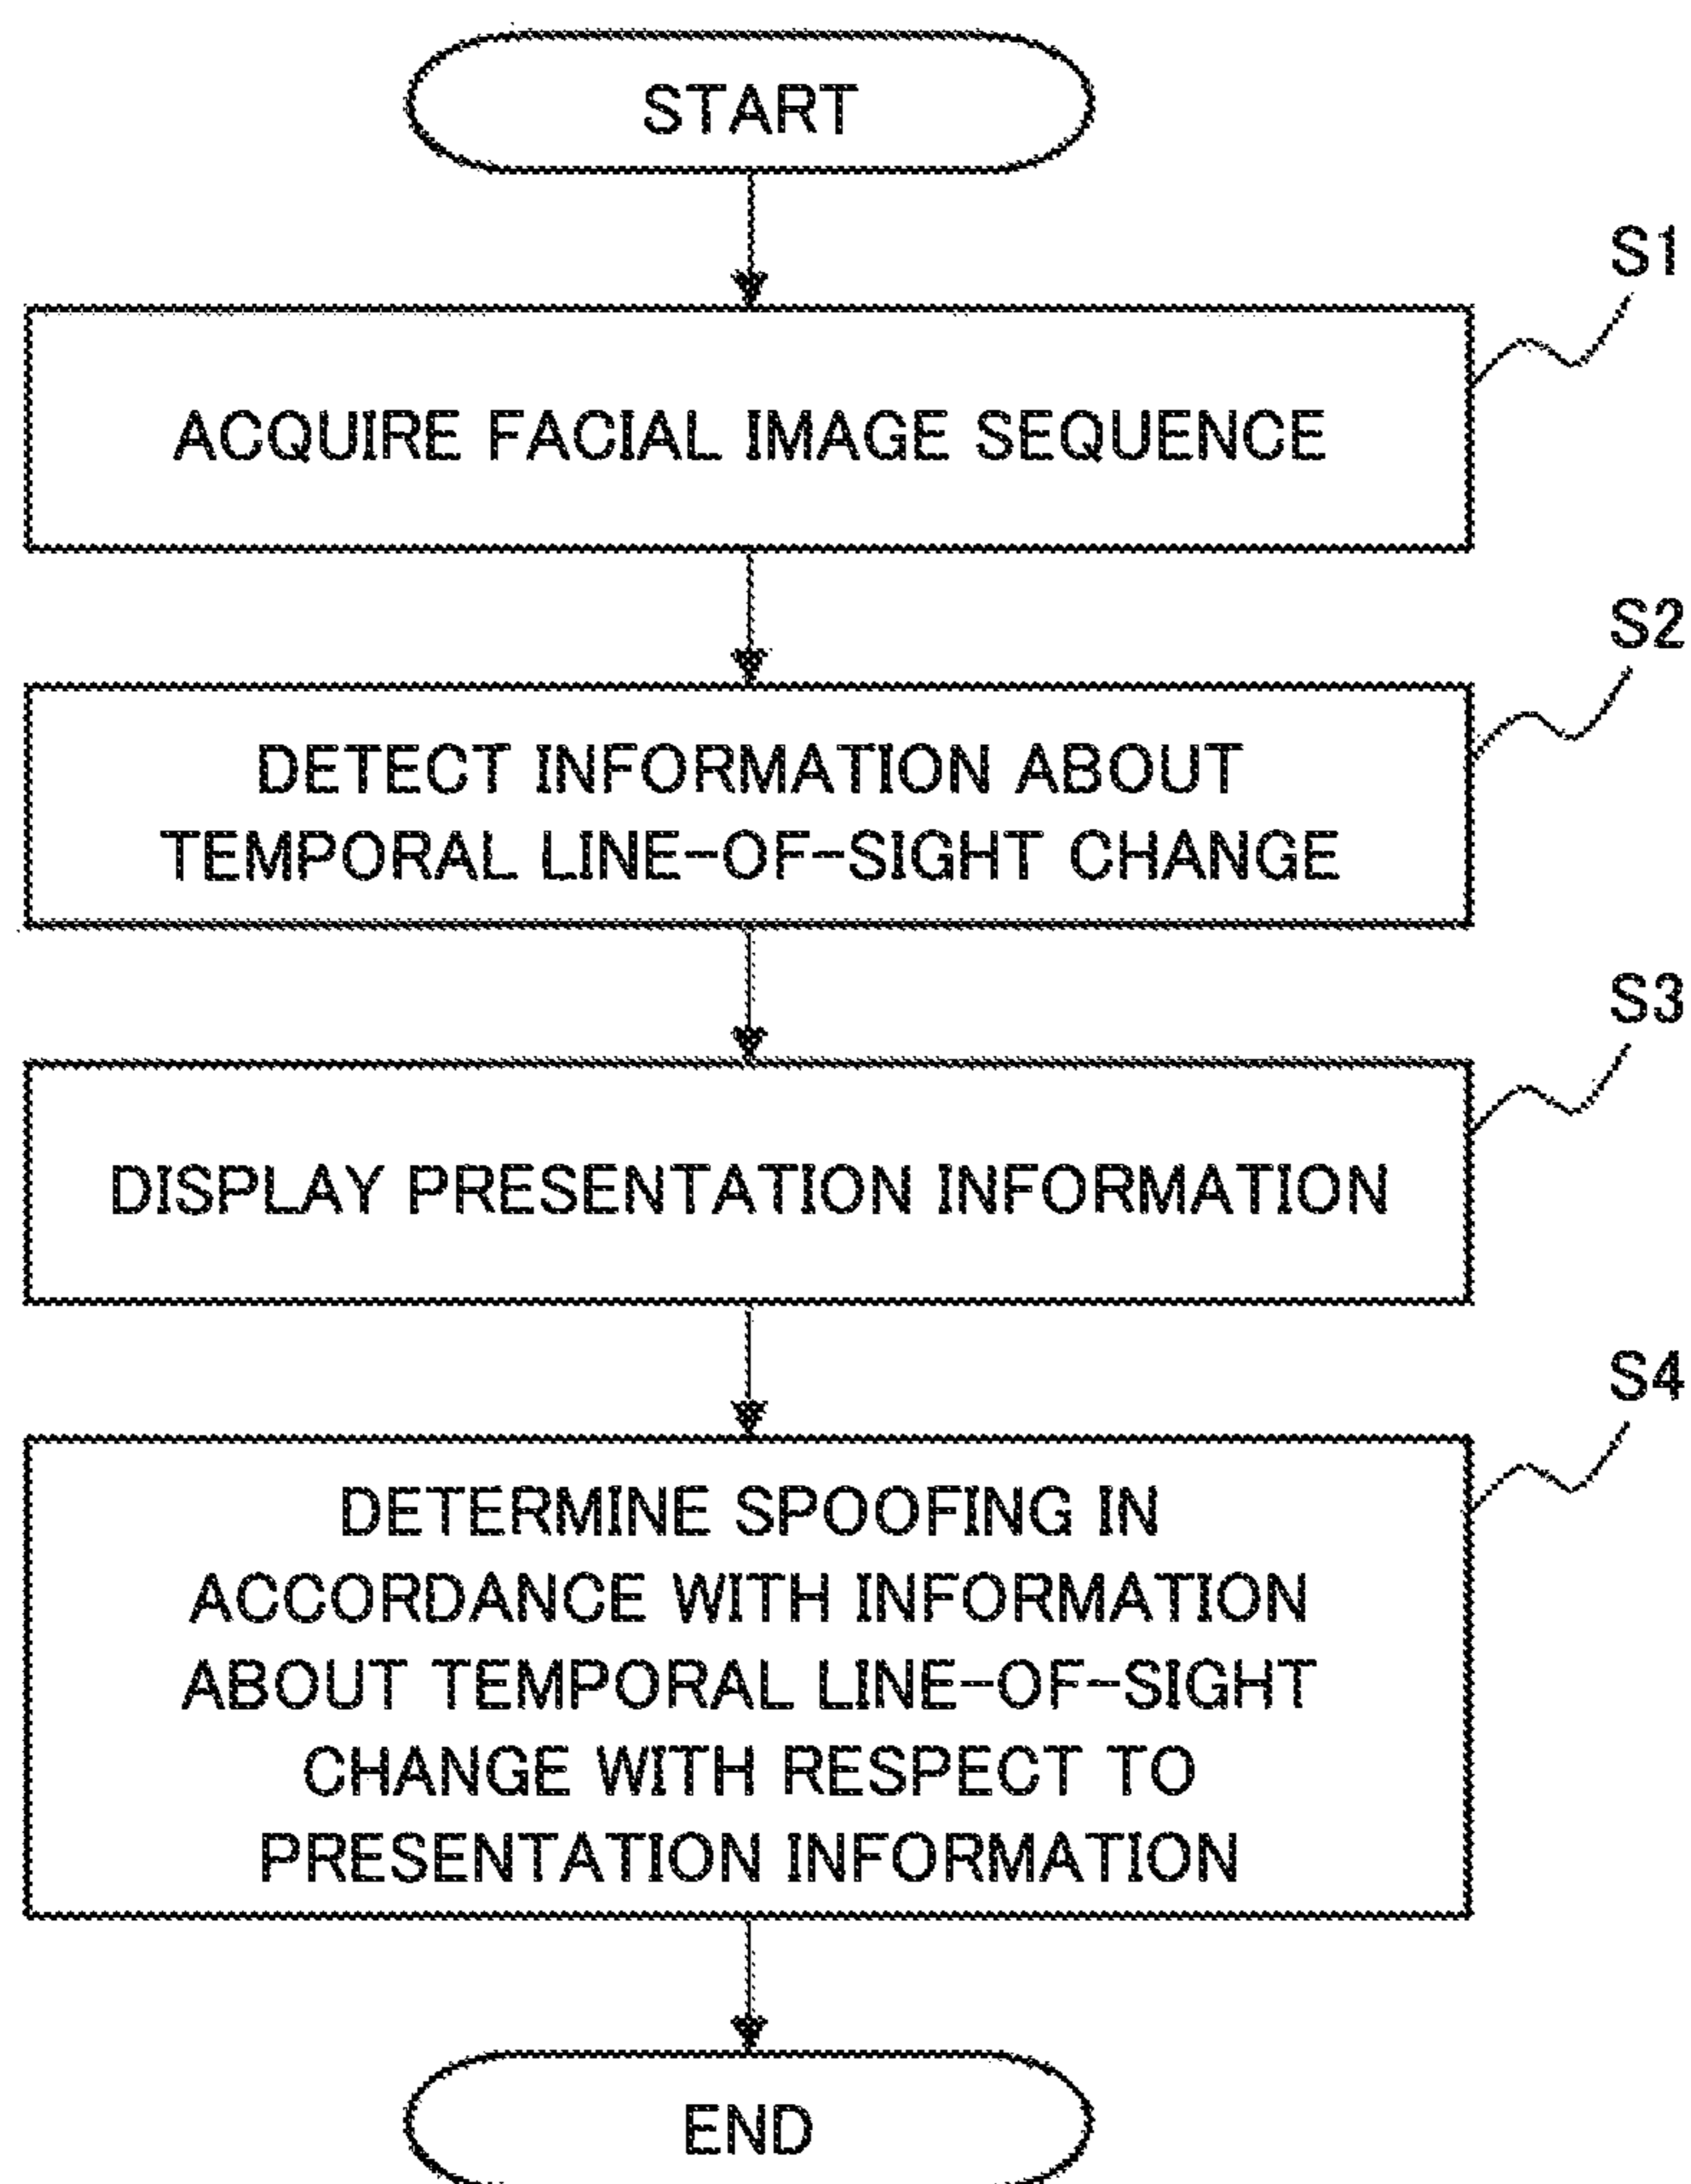 START
S1
ACQUIRE FACIAL IMAGE SEQUENCE
S2
DETECT INFORMATION ABOUT
TEMPORAL LINE-OF-SIGHT CHANGE
S3
DISPLAY PRESENTATION INFORMATION
S4
DETERMINE SPOOFING IN
ACCORDANCE WITH INFORMATION
ABOUT TEMPORAL LINE-OF-SIGHT
CHANGE WITH RESPECT TO
PRESENTATION INFORMATION
END